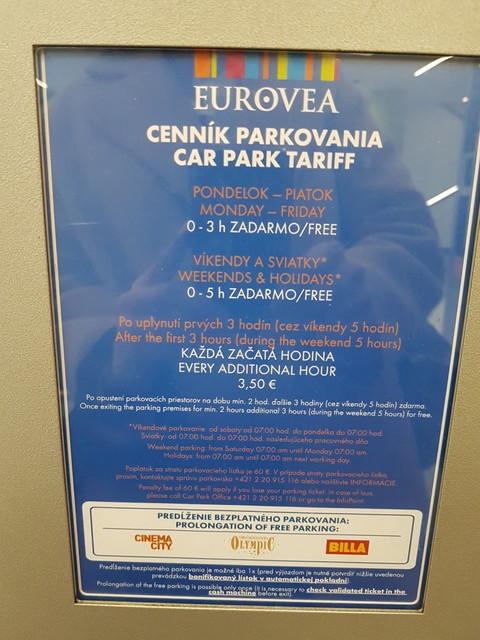 EUROVEA
CENNÍK PARKOVANIA
CAR PARK TARIFF
PONDELOK – PIATOK
MONDAY – FRIDAY
0 - 3 h ZADARMO/FREE
VÍKENDY A SVIATKY*
WEEKENDS & HOLIDAYS*
0 - 5 h ZADARMO/FREE
Po uplynutí prvých 3 hodín (cez víkendy 5 hodín)
After the first 3 hours (during the weekend 5 hours)
KAŽDÁ ZAČATÁ HODINA
EVERY ADDITIONAL HOUR
3,50 €
Po opustení parkovacích priestorov na dobu min. 2 hod. ďalšie 3 hodiny (cez víkendy 5 hodín) zdarma.
Once exiting the parking premises for min. 2 hours additional 3 hours (during the weekend 5 hours) for free.
*Víkendové parkovanie: od soboty od 07:00 hod. do pondelka do 07:00 hod.
Sviatky: od 07:00 hod. do 07:00 hod. nasledujúceho pracovného dňa
Weekend parking: from Saturday 07:00 am until Monday 07:00 am.
Holidays: from 07:00 am until 07:00 am next working day
Poplatok za stratu parkovacieho lístka je 60 €. V prípade straty parkovacieho lístka,
prosím, kontaktujte správu parkoviska +421 2 20 915 116 alebo navštívte INFORMÁCIE.
Penalty fee of 60 € will apply if you lose your parking ticket. In case of loss,
please call Car Park Office +421 2 20 915 116 or go to the InfoPoint.
PREDĹŽENIE BEZPLATNÉHO PARKOVANIA:
PROLONGATION OF FREE PARKING:
CINEMA CITY
OLYMPIC
BILLA
Predĺženie bezplatného parkovania je možné iba 1x (pred výjazdom je nutné potvrdiť nižšie uvedenou
prevádzkou bonifikovaný lístok v automatickej pokladni).
Prolongation of the free parking is possible only once (it is necessary to check validated ticket in the
cash machine before exit).